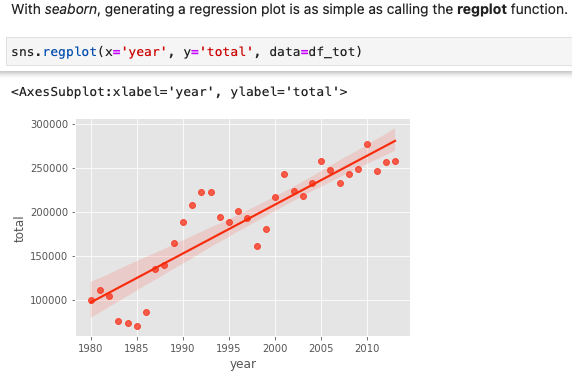 With seaborn, generating a regression plot is as simple as calling the regplot function.
sns.regplot(x='year', y='total', data=df_tot)
<AxesSubplot:xlabel='year', ylabel='total'>
300000
250000
200000
150000
100000
total
1980 1985 1990 1995 2000 2005 2010
year